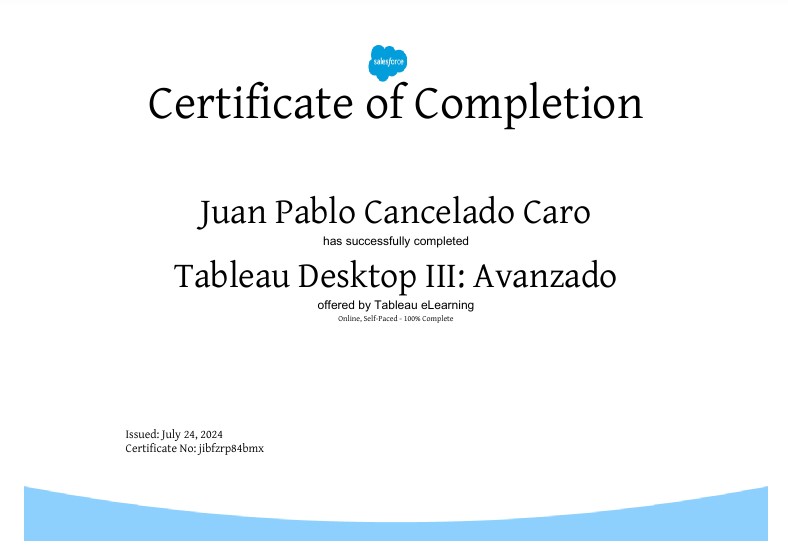 salesforce
Certificate of Completion
Juan Pablo Cancelado Caro
has successfully completed
Tableau Desktop III: Avanzado
offered by Tableau eLearning
Online, Self-Paced - 100% Complete
Issued: July 24, 2024
Certificate No: jibfzrp84bmx